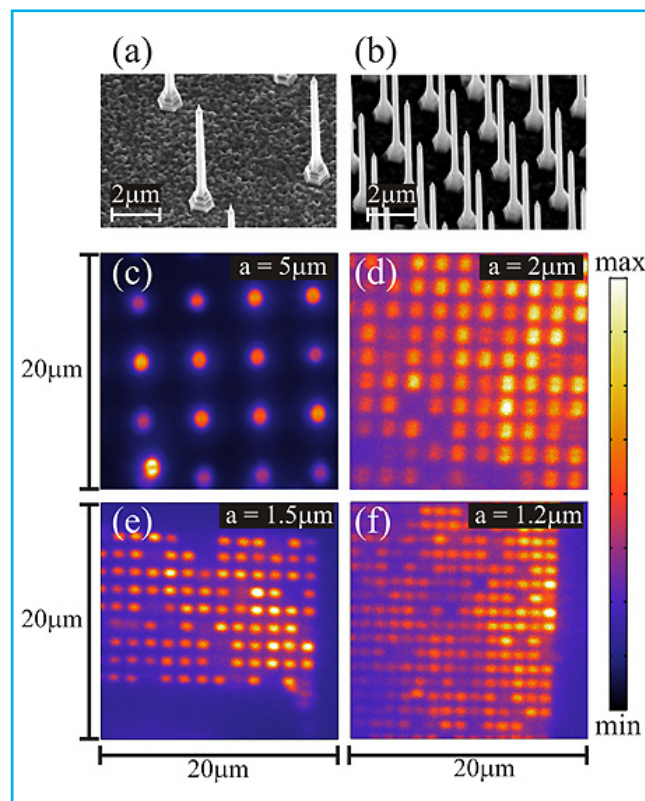 (a)
(b)
2μm
2μm
(c)
a = 5μm
(d)
a = 2μm
max
20μm
(e)
a = 1.5μm
(f)
a = 1.2μm
20μm
min
20μm
20μm